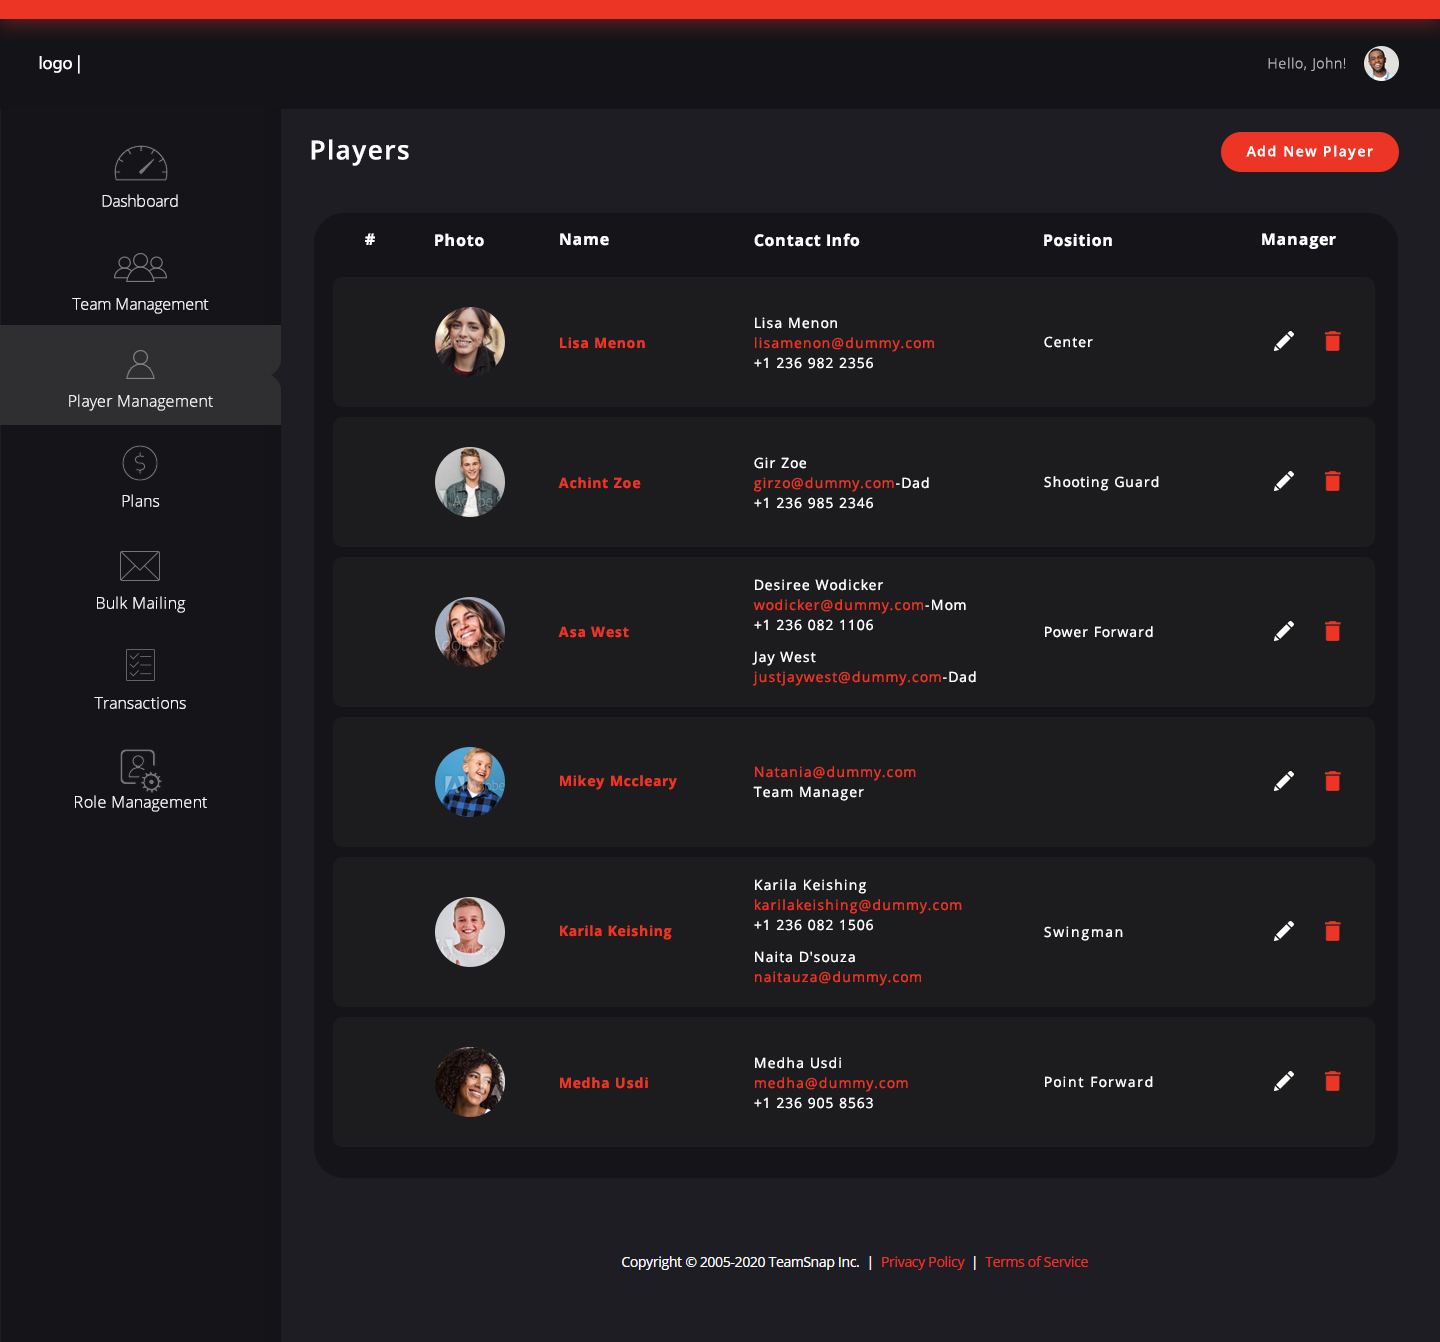 logo |
Hello, John!
Dashboard
Team Management
Player Management
Plans
Bulk Mailing
Transactions
Role Management
Players
Add New Player
# Photo Name Contact Info Position Manager
Lisa Menon
Lisa Menon
lisamenon@dummy.com
+1 236 982 2356
Center
Achint Zoe
Gir Zoe
girzo@dummy.com-Dad
+1 236 985 2346
Shooting Guard
Asa West
Desiree Wodicker
wodicker@dummy.com-Mom
+1 236 082 1106
Jay West
justjaywest@dummy.com-Dad
Power Forward
Mikey Mccleary
Natania@dummy.com
Team Manager
Karila Keishing
Karila Keishing
karilakeishing@dummy.com
+1 236 082 1506
Naita D'souza
naitauza@dummy.com
Swingman
Medha Usdi
Medha Usdi
medha@dummy.com
+1 236 905 8563
Point Forward
Copyright © 2005-2020 TeamSnap Inc. | Privacy Policy | Terms of Service